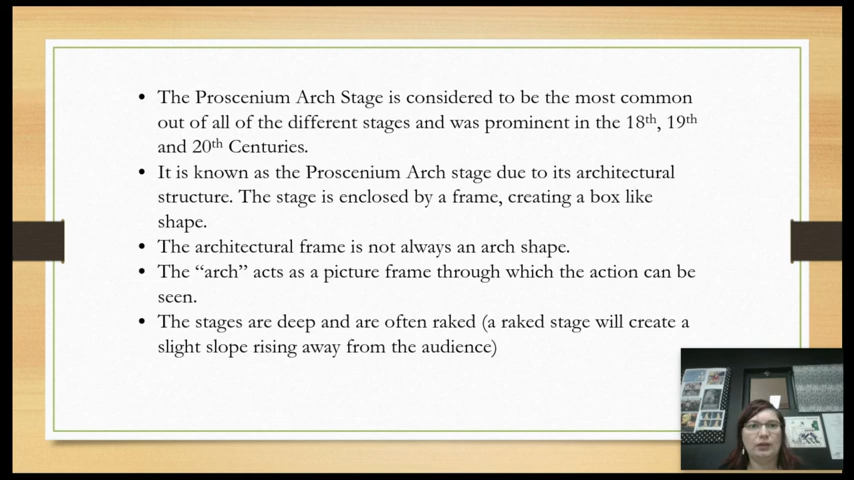 • The Proscenium Arch Stage is considered to be the most common
out of all of the different stages and was prominent in the 18th, 19th
and 20th Centuries.
• It is known as the Proscenium Arch stage due to its architectural
structure. The stage is enclosed by a frame, creating a box like
shape.
• The architectural frame is not always an arch shape.
• The “arch” acts as a picture frame through which the action can be
seen.
• The stages are deep and are often raked (a raked stage will create a
slight slope rising away from the audience)